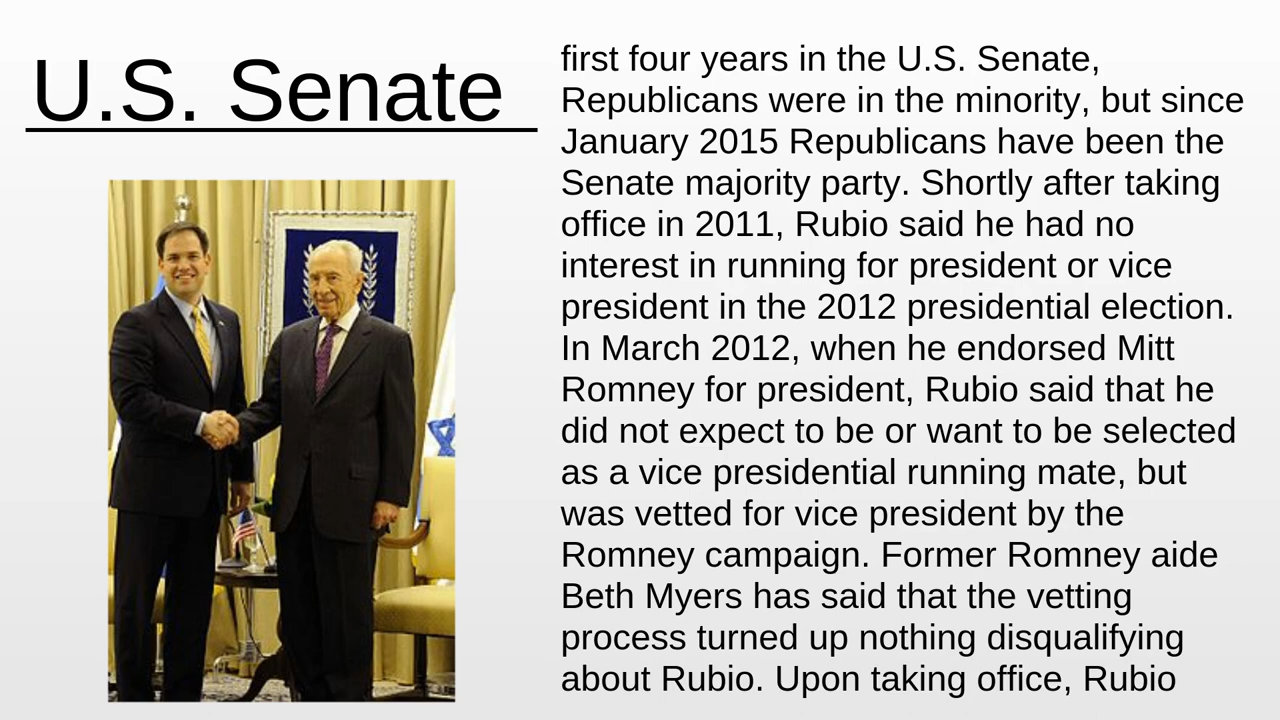 U.S. Senate
first four years in the U.S. Senate,
Republicans were in the minority, but since
January 2015 Republicans have been the
Senate majority party. Shortly after taking
office in 2011, Rubio said he had no
interest in running for president or vice
president in the 2012 presidential election.
In March 2012, when he endorsed Mitt
Romney for president, Rubio said that he
did not expect to be or want to be selected
as a vice presidential running mate, but
was vetted for vice president by the
Romney campaign. Former Romney aide
Beth Myers has said that the vetting
process turned up nothing disqualifying
about Rubio. Upon taking office, Rubio